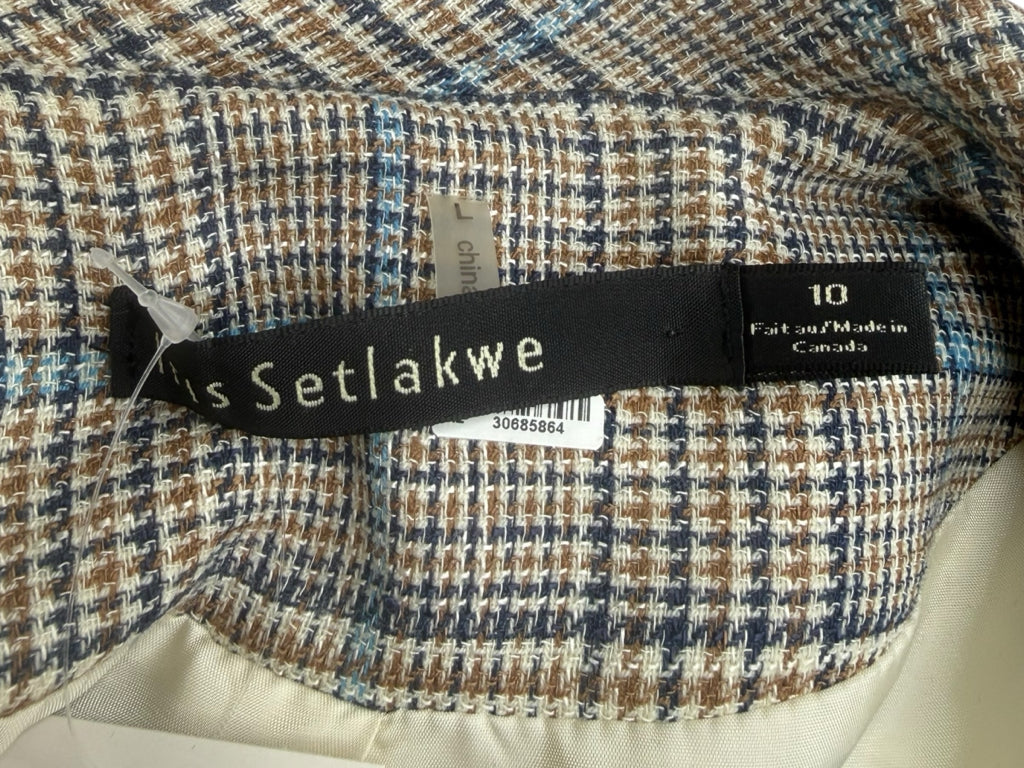 L china
Setlakwe
10
Fait au/Made in
Canada
30685864